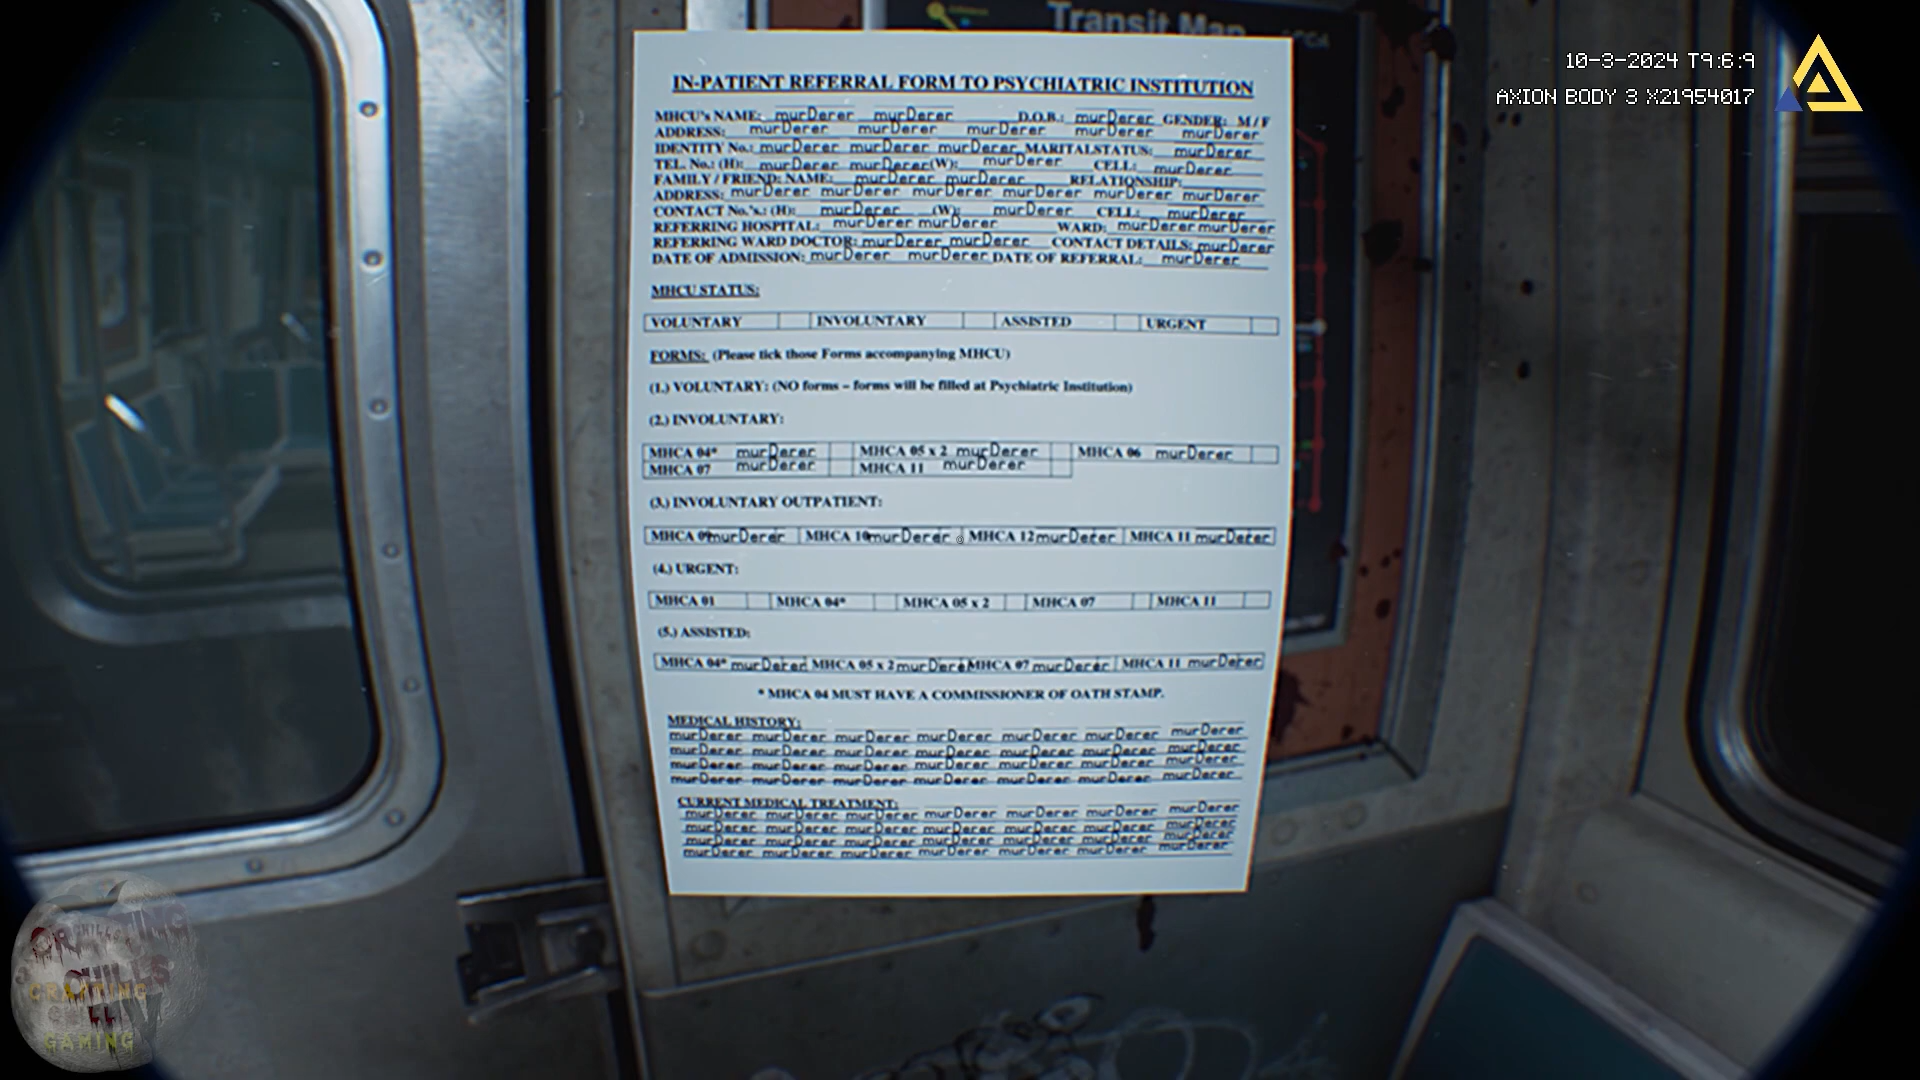 Transit Map
10-3-2024 T9:6:9
AXION BODY 3 X21954017
IN-PATIENT REFERRAL FORM TO PSYCHIATRIC INSTITUTION
MHCU's NAME: murDerer murDerer D.O.B.: murDerer GENDER: M / F
ADDRESS: murDerer murDerer murDerer murDerer murDerer
IDENTITY No.: murDerer murDerer murDerer MARITALSTATUS: murDerer
TEL. No.: (H): murDerer murDerer (W): murDerer CELL: murDerer
FAMILY / FRIEND: NAME: murDerer murDerer RELATIONSHIP:
ADDRESS: murDerer murDerer murDerer murDerer murDerer murDerer
CONTACT No.'s.: (H): murDerer (W): murDerer CELL: murDerer
REFERRING HOSPITAL: murDerer murDerer WARD: murDerer murDerer
REFERRING WARD DOCTOR: murDerer murDerer CONTACT DETAILS: murDerer
DATE OF ADMISSION: murDerer murDerer DATE OF REFERRAL: murDerer
MHCU STATUS:
VOLUNTARY INVOLUNTARY ASSISTED URGENT
FORMS: (Please tick those Forms accompanying MHCU)
(1.) VOLUNTARY: (NO forms – forms will be filled at Psychiatric Institution)
(2.) INVOLUNTARY:
MHCA 04* murDerer MHCA 05 x 2 murDerer MHCA 06 murDerer
MHCA 07 murDerer MHCA 11 murDerer
(3.) INVOLUNTARY OUTPATIENT:
MHCA 09 murDerer MHCA 10 murDerer MHCA 12 murDerer MHCA 11 murDerer
(4.) URGENT:
MHCA 01 MHCA 04* MHCA 05 x 2 MHCA 07 MHCA 11
(5.) ASSISTED:
MHCA 04* murDerer MHCA 05 x 2 murDerer MHCA 07 murDerer MHCA 11 murDerer
* MHCA 04 MUST HAVE A COMMISSIONER OF OATH STAMP.
MEDICAL HISTORY:
murDerer murDerer murDerer murDerer murDerer murDerer murDerer
murDerer murDerer murDerer murDerer murDerer murDerer murDerer
murDerer murDerer murDerer murDerer murDerer murDerer murDerer
murDerer murDerer murDerer murDerer murDerer murDerer murDerer
CURRENT MEDICAL TREATMENT:
murDerer murDerer murDerer murDerer murDerer murDerer murDerer
murDerer murDerer murDerer murDerer murDerer murDerer murDerer
murDerer murDerer murDerer murDerer murDerer murDerer murDerer
murDerer murDerer murDerer murDerer murDerer murDerer murDerer
CRAFTING
CHILLS
CRAFTING
GAMING